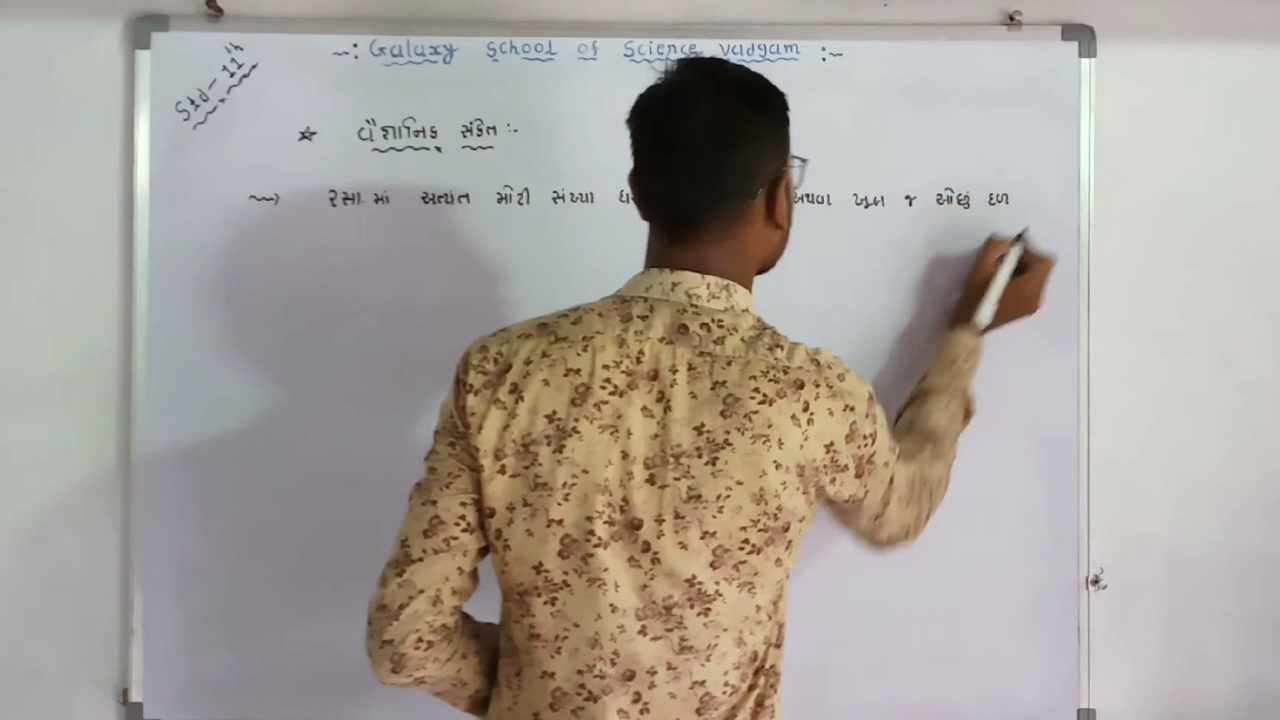 Std-11th
~: Galaxy School of Science Vadgam :~
☆ વૈજ્ઞાનિક સંકેત :-
~~> રસા.માં અત્યંત મોટી સંખ્યા અથવા ખુબ જ ઓછું દળ